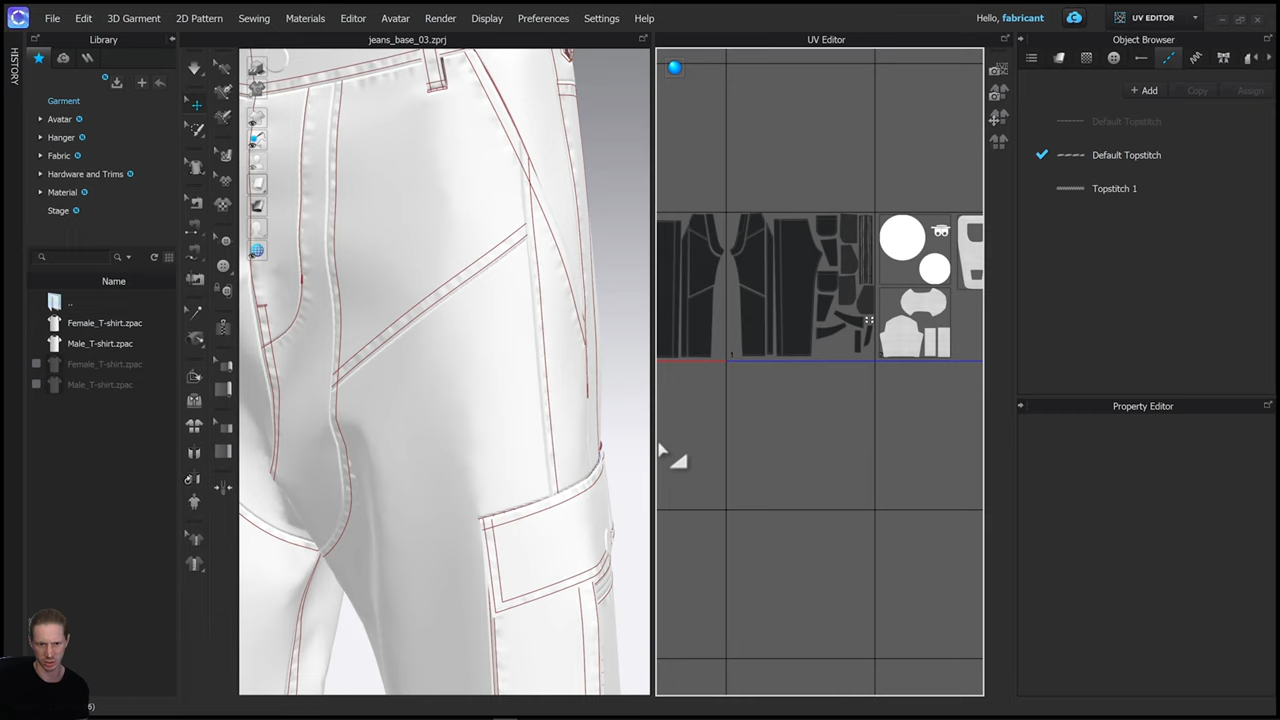 File Edit 3D Garment 2D Pattern Sewing Materials Editor Avatar Render Display Preferences Settings Help
Hello, fabricant
UV EDITOR
HISTORY
Library
jeans_base_03.zprj
UV Editor
Object Browser
+ Add Copy Assign
Garment
Avatar
Hanger
Fabric
Hardware and Trims
Material
Stage
Name
..
Female_T-shirt.zpac
Male_T-shirt.zpac
Female_T-shirt.zpac
Male_T-shirt.zpac
Default Topstitch
Default Topstitch
Topstitch 1
Property Editor
1
6)